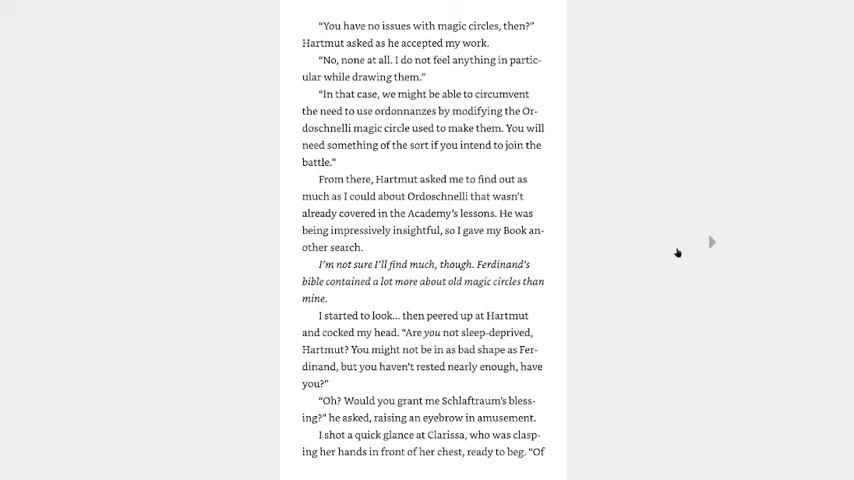 “You have no issues with magic circles, then?”
Hartmut asked as he accepted my work.
“No, none at all. I do not feel anything in partic-
ular while drawing them.”
“In that case, we might be able to circumvent
the need to use ordonnanzes by modifying the Or-
doschnelli magic circle used to make them. You will
need something of the sort if you intend to join the
battle.”
From there, Hartmut asked me to find out as
much as I could about Ordoschnelli that wasn’t
already covered in the Academy’s lessons. He was
being impressively insightful, so I gave my Book an-
other search.
I’m not sure I’ll find much, though. Ferdinand’s
bible contained a lot more about old magic circles than
mine.
I started to look... then peered up at Hartmut
and cocked my head. “Are you not sleep-deprived,
Hartmut? You might not be in as bad shape as Fer-
dinand, but you haven't rested nearly enough, have
you?”
“Oh? Would you grant me Schlaftraum’s bless-
ing?” he asked, raising an eyebrow in amusement.
I shot a quick glance at Clarissa, who was clasp-
ing her hands in front of her chest, ready to beg. “Of